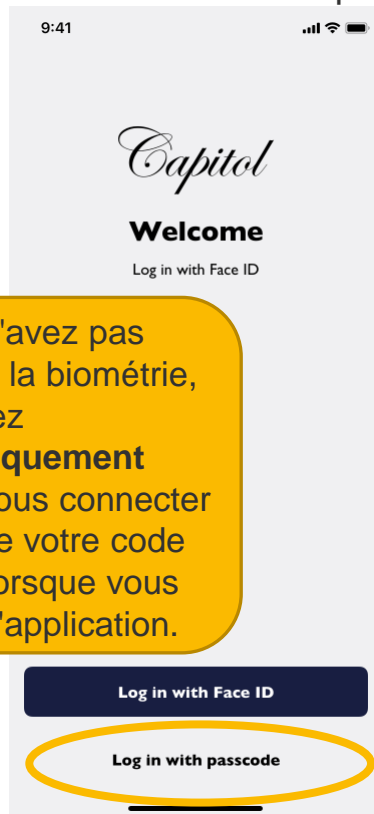 9:41
Capitol
Welcome
Log in with Face ID
'avez pas
la biométrie,
ez
quement
ous connecter
e votre code
orsque vous
'application.
Log in with Face ID
Log in with passcode